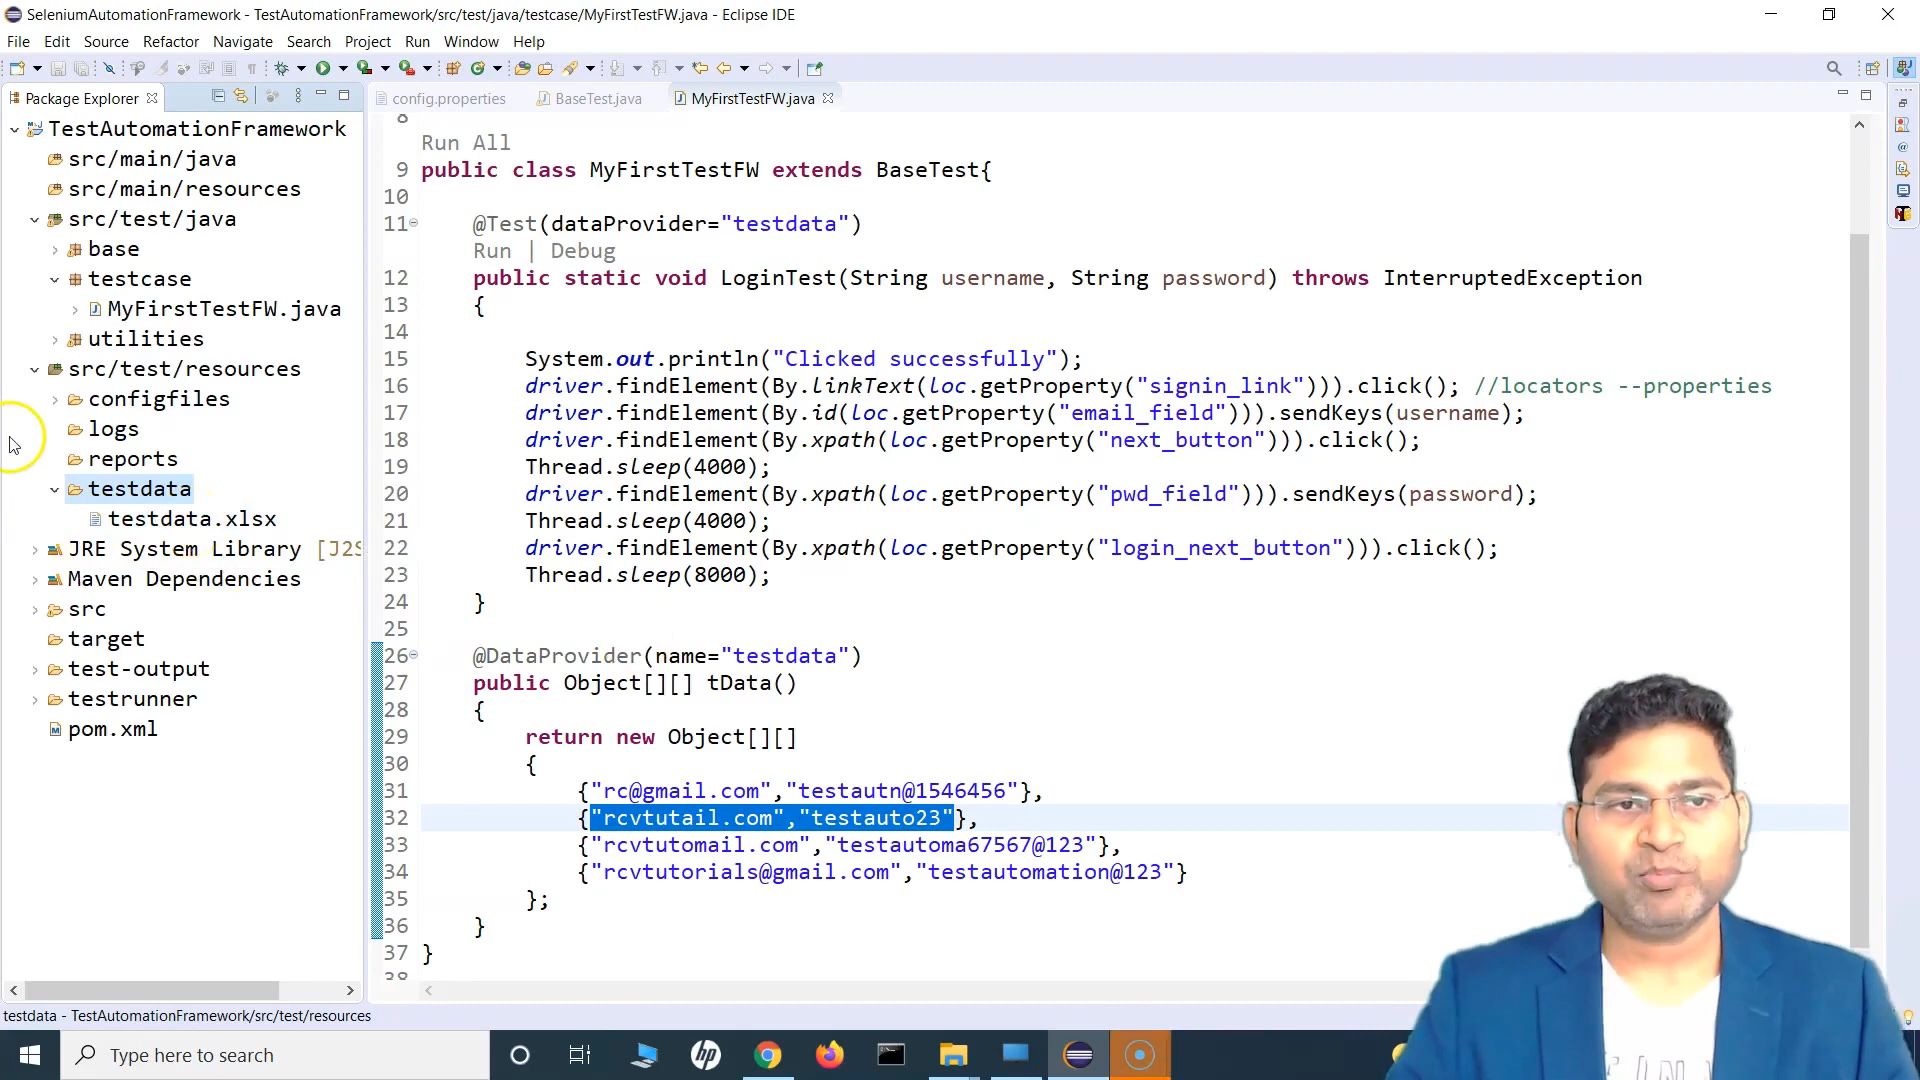 SeleniumAutomationFramework - TestAutomationFramework/src/test/java/testcase/MyFirstTestFW.java - Eclipse IDE
File Edit Source Refactor Navigate Search Project Run Window Help
Package Explorer
config.properties
BaseTest.java
MyFirstTestFW.java
TestAutomationFramework
src/main/java
src/main/resources
src/test/java
base
testcase
MyFirstTestFW.java
utilities
src/test/resources
configfiles
logs
reports
testdata
testdata.xlsx
JRE System Library [J2S
Maven Dependencies
src
target
test-output
testrunner
pom.xml
8
Run All
9 public class MyFirstTestFW extends BaseTest{
10
11 @Test(dataProvider="testdata")
Run | Debug
12 public static void LoginTest(String username, String password) throws InterruptedException
13 {
14
15 System.out.println("Clicked successfully");
16 driver.findElement(By.linkText(loc.getProperty("signin_link"))).click(); //locators --properties
17 driver.findElement(By.id(loc.getProperty("email_field"))).sendKeys(username);
18 driver.findElement(By.xpath(loc.getProperty("next_button"))).click();
19 Thread.sleep(4000);
20 driver.findElement(By.xpath(loc.getProperty("pwd_field"))).sendKeys(password);
21 Thread.sleep(4000);
22 driver.findElement(By.xpath(loc.getProperty("login_next_button"))).click();
23 Thread.sleep(8000);
24 }
25
26 @DataProvider(name="testdata")
27 public Object[][] tData()
28 {
29 return new Object[][]
30 {
31 {"rc@gmail.com","testautn@1546456"},
32 {"rcvtutail.com","testauto23"},
33 {"rcvtutomail.com","testautoma67567@123"},
34 {"rcvtutorials@gmail.com","testautomation@123"}
35 };
36 }
37 }
38
testdata - TestAutomationFramework/src/test/resources
Type here to search